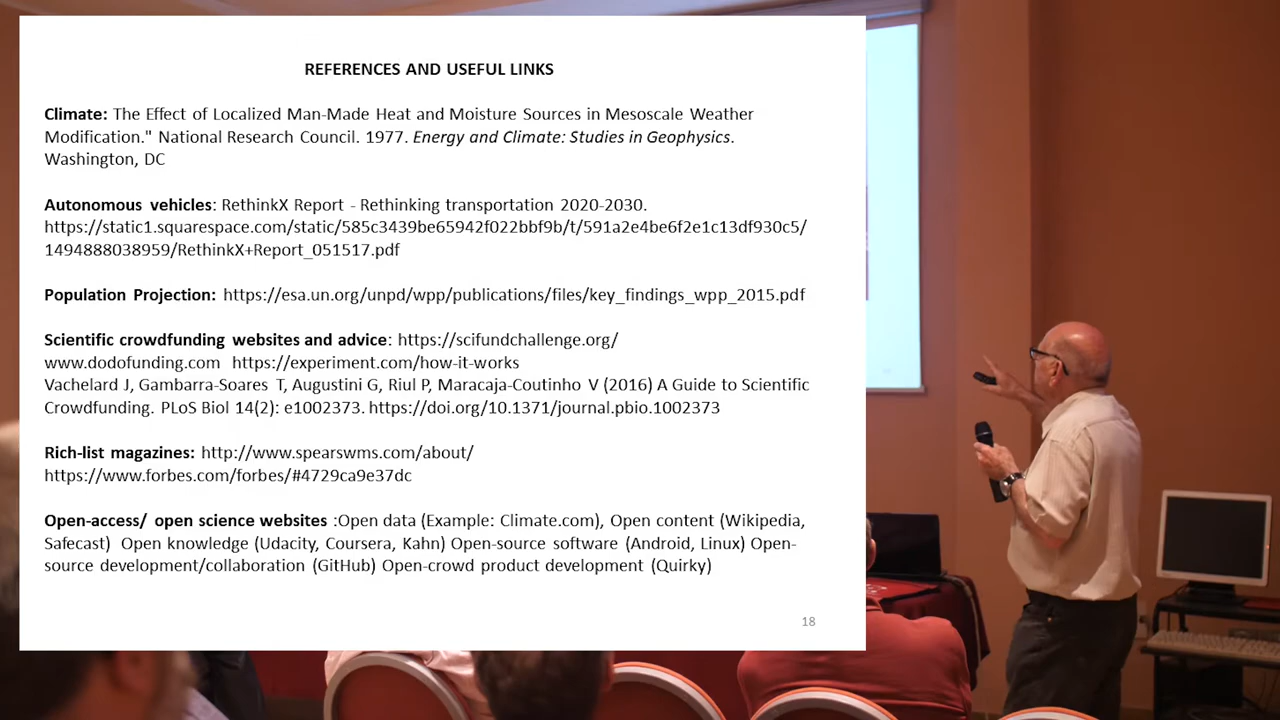 REFERENCES AND USEFUL LINKS
Climate: The Effect of Localized Man-Made Heat and Moisture Sources in Mesoscale Weather
Modification." National Research Council. 1977. Energy and Climate: Studies in Geophysics.
Washington, DC
Autonomous vehicles: RethinkX Report - Rethinking transportation 2020-2030.
https://static1.squarespace.com/static/585c3439be65942f022bbf9b/t/591a2e4be6f2e1c13df930c5/
1494888038959/RethinkX+Report_051517.pdf
Population Projection: https://esa.un.org/unpd/wpp/publications/files/key_findings_wpp_2015.pdf
Scientific crowdfunding websites and advice: https://scifundchallenge.org/
www.dodofunding.com https://experiment.com/how-it-works
Vachelard J, Gambarra-Soares T, Augustini G, Riul P, Maracaja-Coutinho V (2016) A Guide to Scientific
Crowdfunding. PLoS Biol 14(2): e1002373. https://doi.org/10.1371/journal.pbio.1002373
Rich-list magazines: http://www.spearswms.com/about/
https://www.forbes.com/forbes/#4729ca9e37dc
Open-access/ open science websites :Open data (Example: Climate.com), Open content (Wikipedia,
Safecast) Open knowledge (Udacity, Coursera, Kahn) Open-source software (Android, Linux) Open-
source development/collaboration (GitHub) Open-crowd product development (Quirky)
18